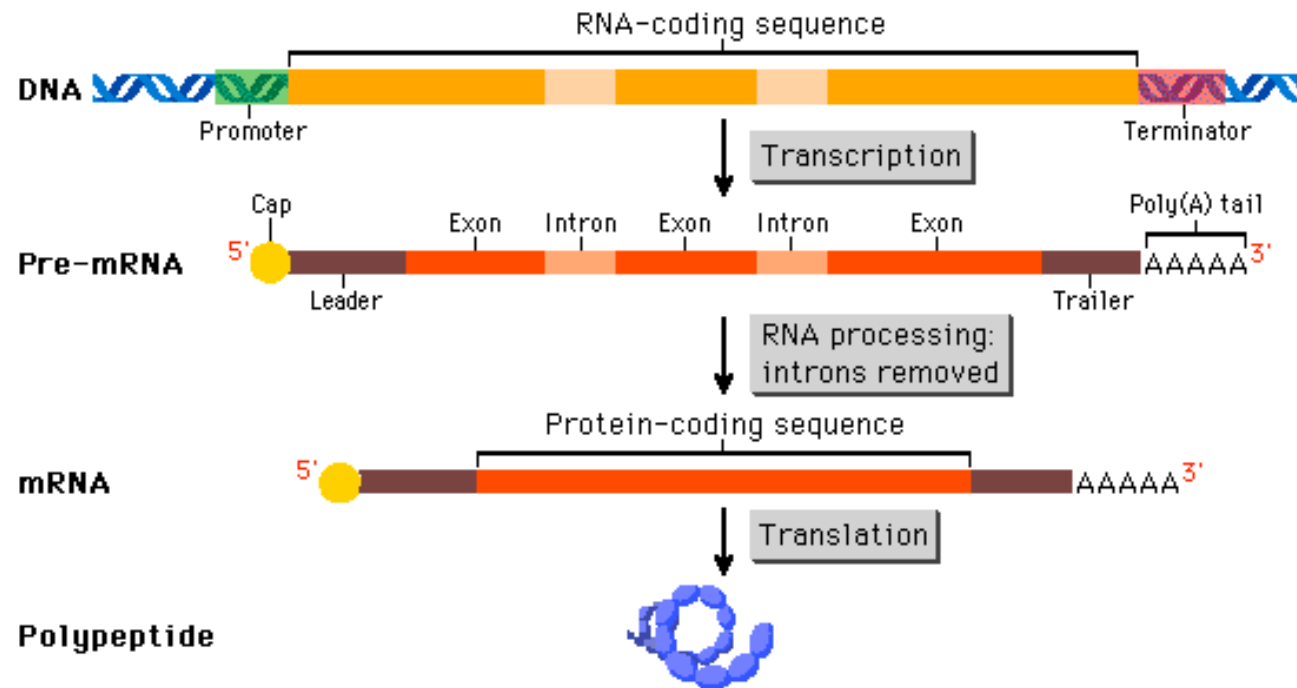 RNA-coding sequence
DNA
Promoter
Terminator
Transcription
Cap
Exon
Intron
Exon
Intron
Exon
Poly(A) tail
5'
Pre-mRNA
AAAAA
3'
Leader
Trailer
RNA processing:
introns removed
Protein-coding sequence
5'
mRNA
AAAAA
3'
Translation
Polypeptide